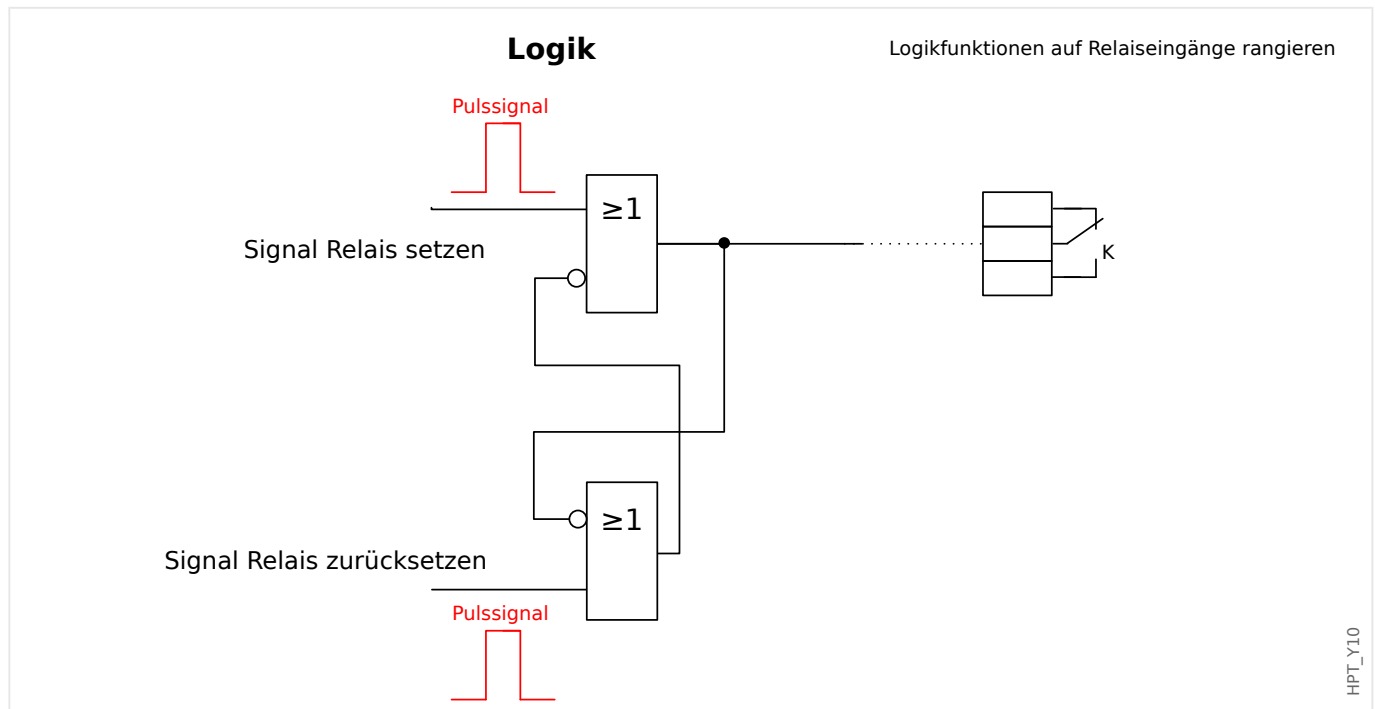 Logik
Logikfunktionen auf Relaiseingänge rangieren
Pulssignal
≥1
Signal Relais setzen
K
≥1
Signal Relais zurücksetzen
Pulssignal
HPT_Y10